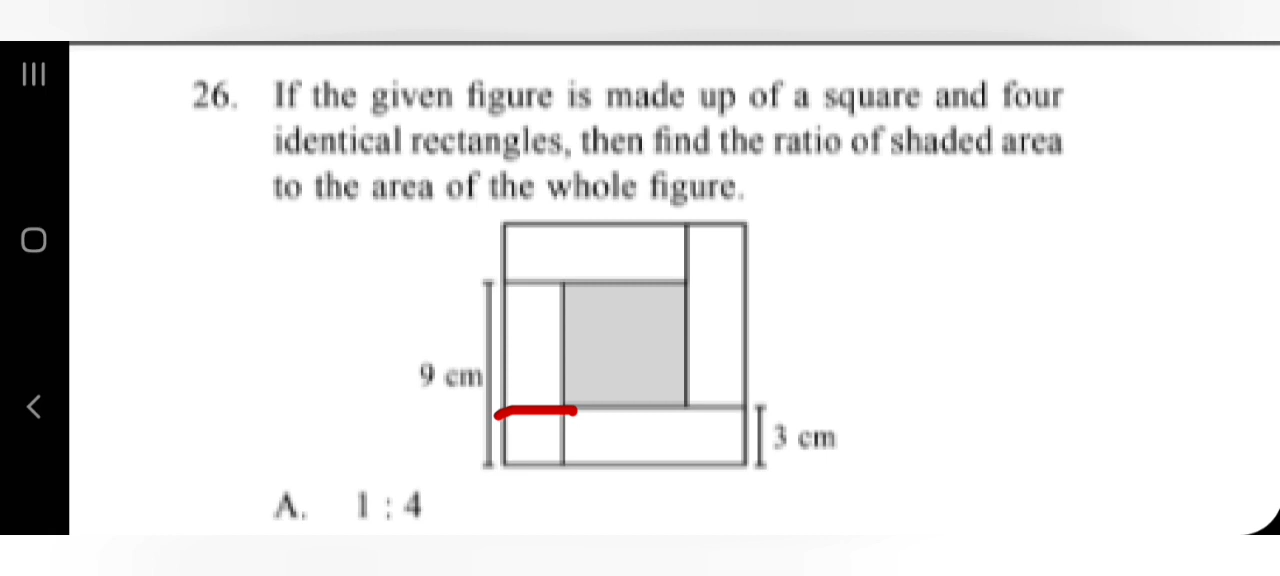 26. If the given figure is made up of a square and four
identical rectangles, then find the ratio of shaded area
to the area of the whole figure.
9 cm
3 cm
A. 1 : 4